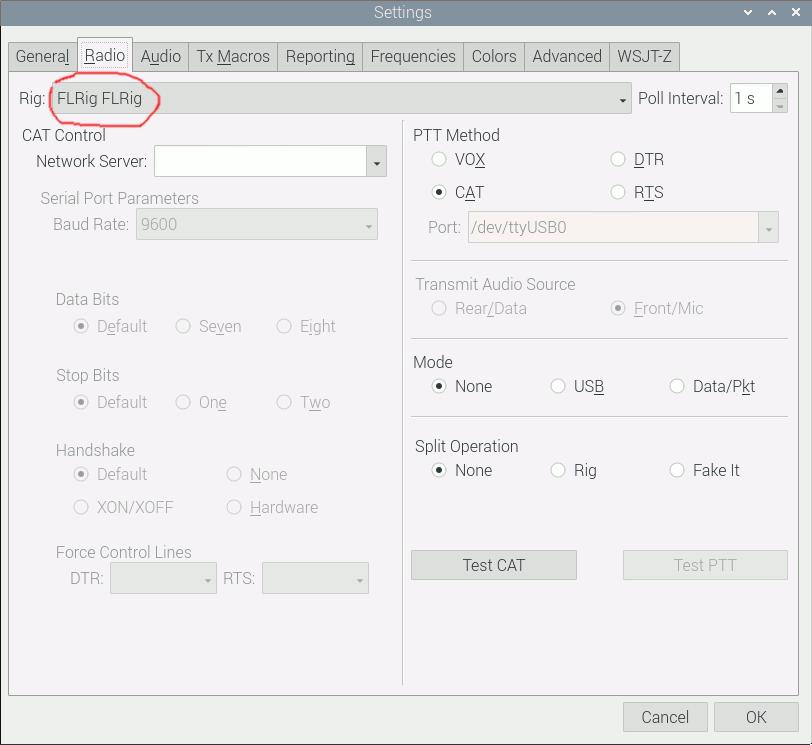 Settings
General Radio Audio Tx Macros Reporting Frequencies Colors Advanced WSJT-Z
Rig: FLRig FLRig Poll Interval: 1 s
CAT Control
Network Server:
Serial Port Parameters
Baud Rate: 9600
Data Bits
Default Seven Eight
Stop Bits
Default One Two
Handshake
Default None
XON/XOFF Hardware
Force Control Lines
DTR: RTS:
PTT Method
VOX DTR
CAT RTS
Port: /dev/ttyUSB0
Transmit Audio Source
Rear/Data Front/Mic
Mode
None USB Data/Pkt
Split Operation
None Rig Fake It
Test CAT Test PTT
Cancel OK